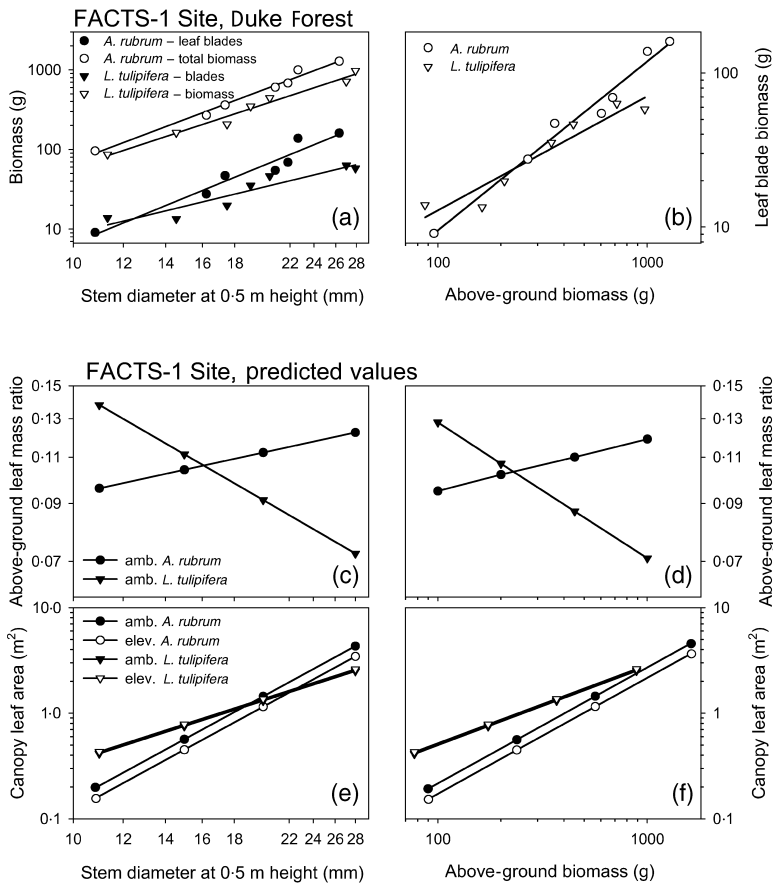 FACTS-1 Site, Duke Forest
A. rubrum – leaf blades
A. rubrum – total biomass
L. tulipifera – blades
L. tulipifera – biomass
Biomass (g)
1000
100
10
(a)
10 12 14 16 18 22 24 26 28
Stem diameter at 0·5 m height (mm)
A. rubrum
L. tulipifera
(b)
100
10
Leaf blade biomass (g)
100 1000
Above-ground biomass (g)
FACTS-1 Site, predicted values
Above-ground leaf mass ratio
0·15
0·13
0·11
0·09
0·07
amb. A. rubrum
amb. L. tulipifera
(c)
(d)
0·15
0·13
0·11
0·09
0·07
Above-ground leaf mass ratio
Canopy leaf area (m²)
10·0
1·0
0·1
amb. A. rubrum
elev. A. rubrum
amb. L. tulipifera
elev. L. tulipifera
(e)
10 12 14 16 18 22 24 26 28
Stem diameter at 0·5 m height (mm)
(f)
10
1·0
0·1
Canopy leaf area (m²)
100 1000
Above-ground biomass (g)